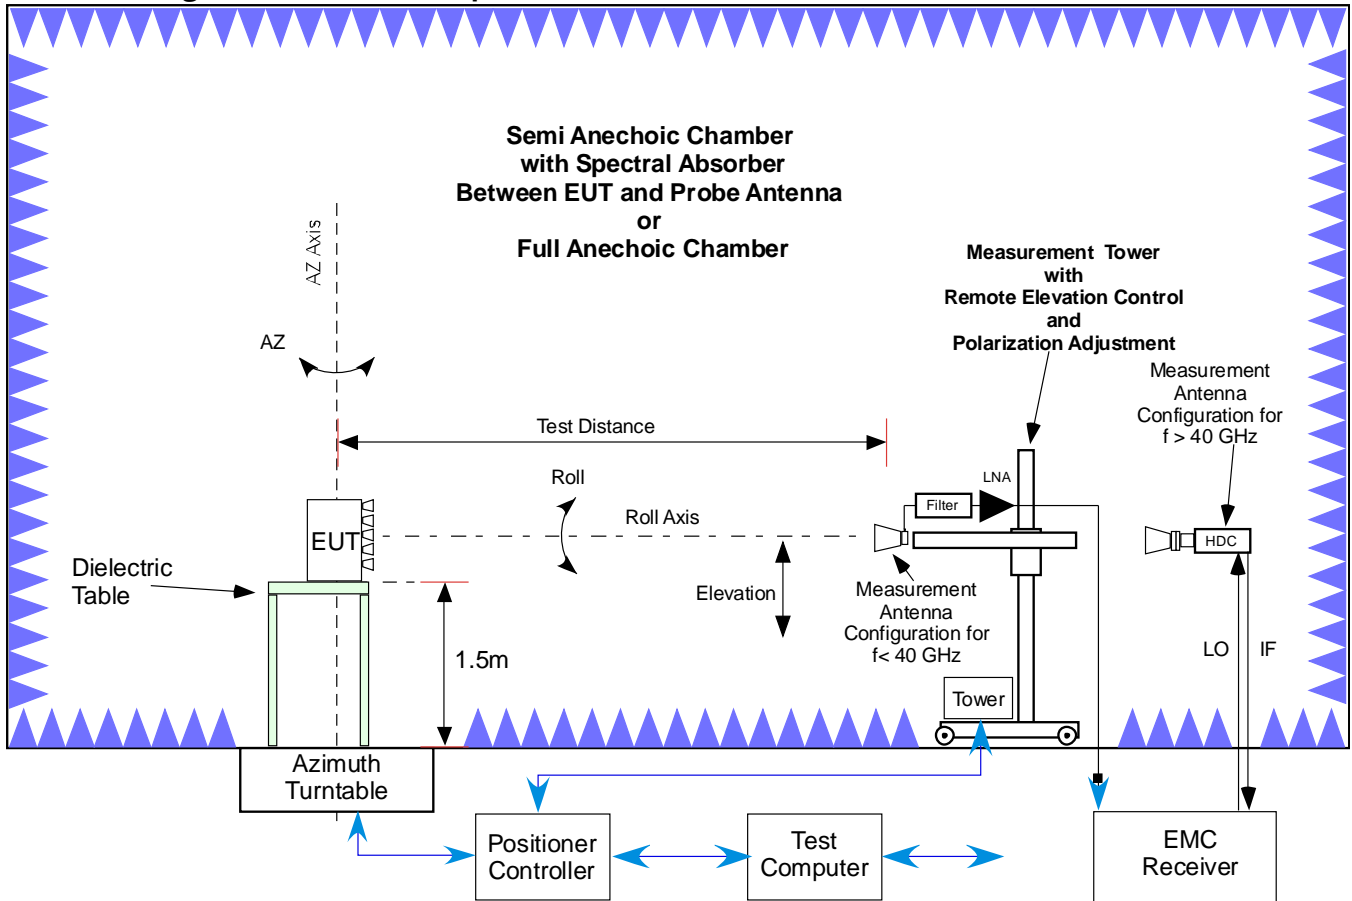 Semi Anechoic Chamber
with Spectral Absorber
Between EUT and Probe Antenna
or
Full Anechoic Chamber
AZ Axis
AZ
Measurement Tower
with
Remote Elevation Control
and
Polarization Adjustment
Measurement
Antenna
Configuration for
f > 40 GHz
Test Distance
Roll
Roll Axis
LNA
Filter
EUT
HDC
Dielectric
Table
Elevation
Measurement
Antenna
Configuration for
f< 40 GHz
1.5m
LO
IF
Tower
Azimuth
Turntable
Positioner
Controller
Test
Computer
EMC
Receiver